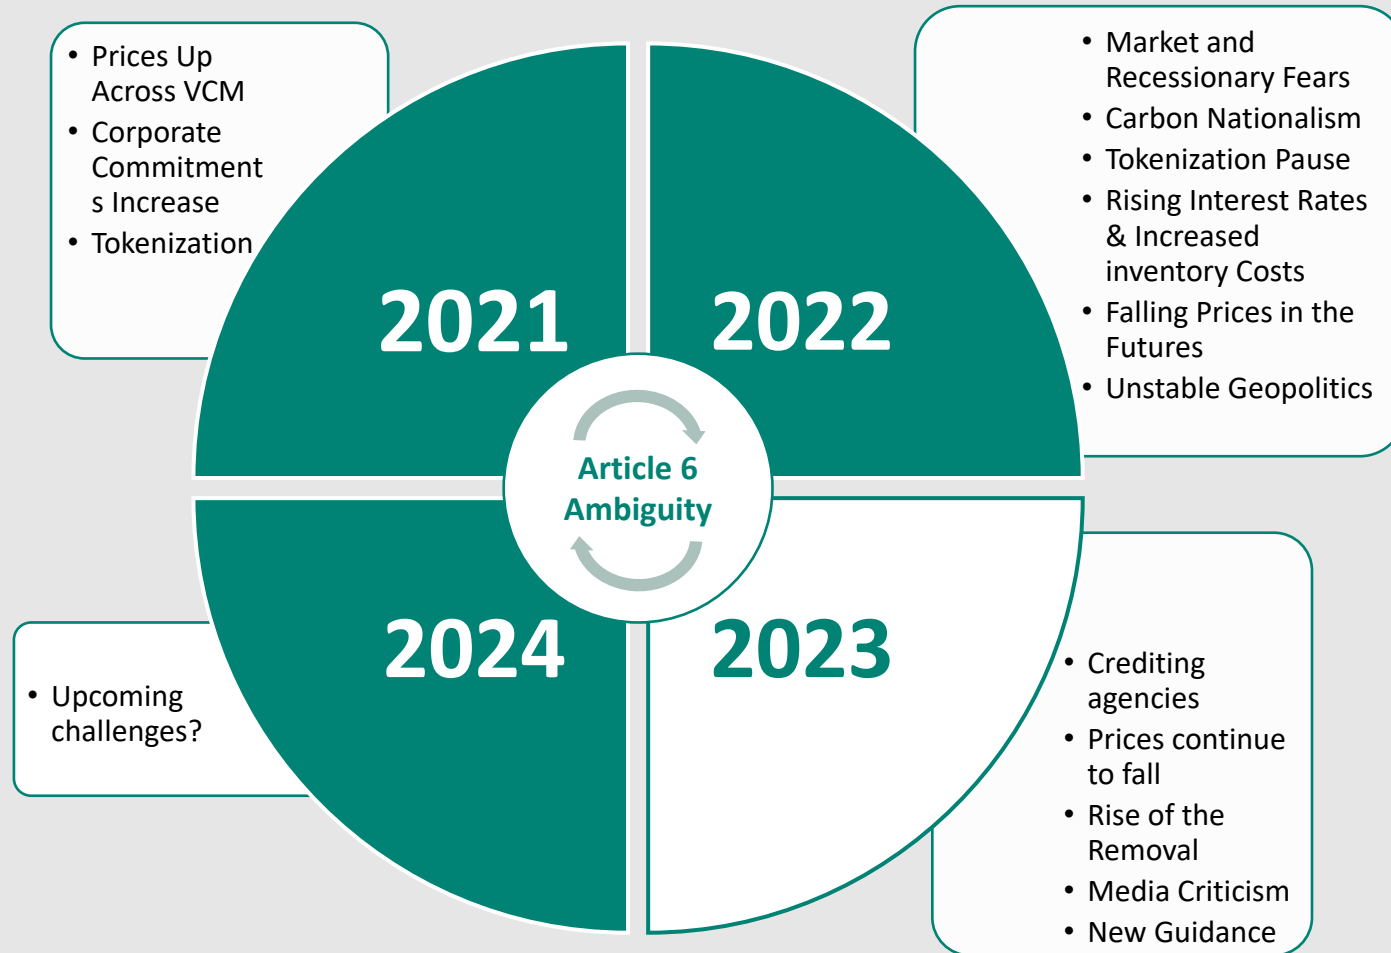 • Prices Up
Across VCM
• Corporate
Commitment
s Increase
• Tokenization
2021
• Market and
Recessionary Fears
• Carbon Nationalism
• Tokenization Pause
• Rising Interest Rates
& Increased
inventory Costs
• Falling Prices in the
Futures
• Unstable Geopolitics
2022
Article 6
Ambiguity
2024
• Upcoming
challenges?
2023
• Crediting
agencies
• Prices continue
to fall
• Rise of the
Removal
• Media Criticism
• New Guidance